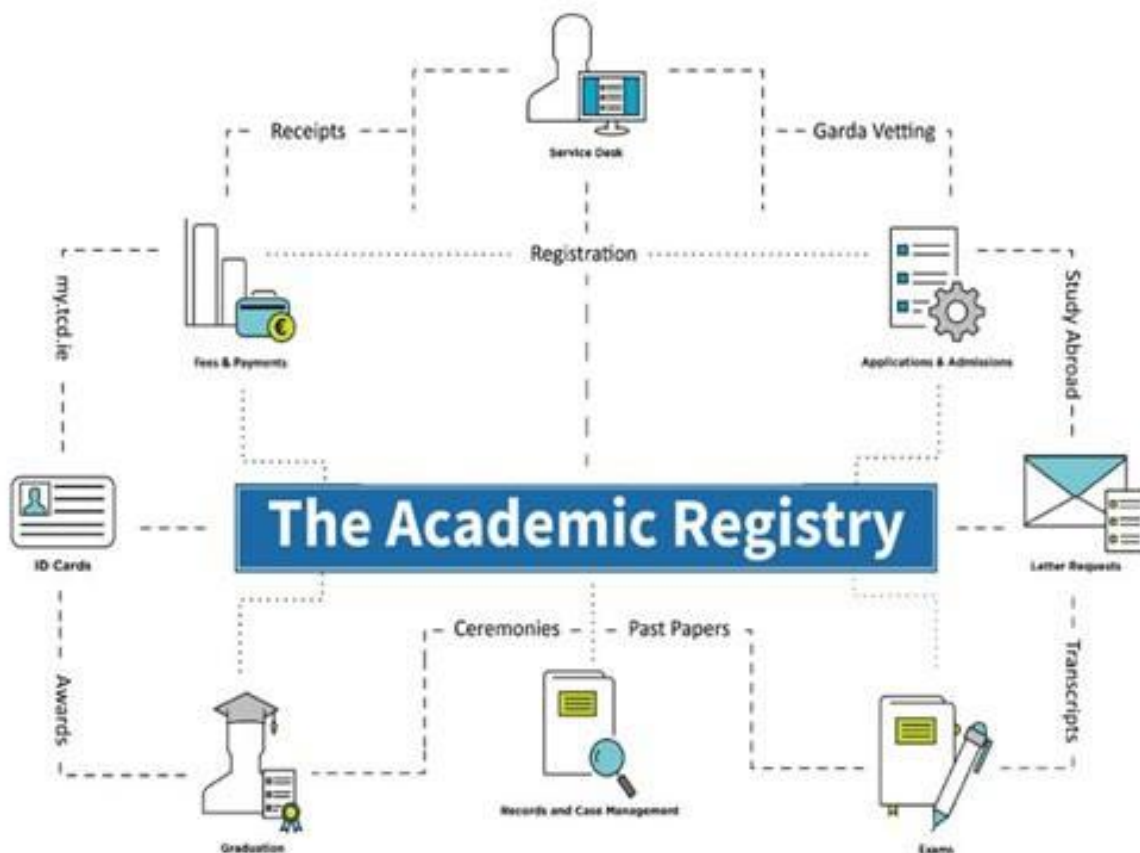 Service Desk
Receipts
Garda Vetting
Registration
my.tcd.ie
Fees & Payments
Applications & Admissions
Study Abroad
The Academic Registry
ID Cards
Letter Requests
Ceremonies
Past Papers
Awards
Transcripts
Records and Case Management
Graduation
Exams